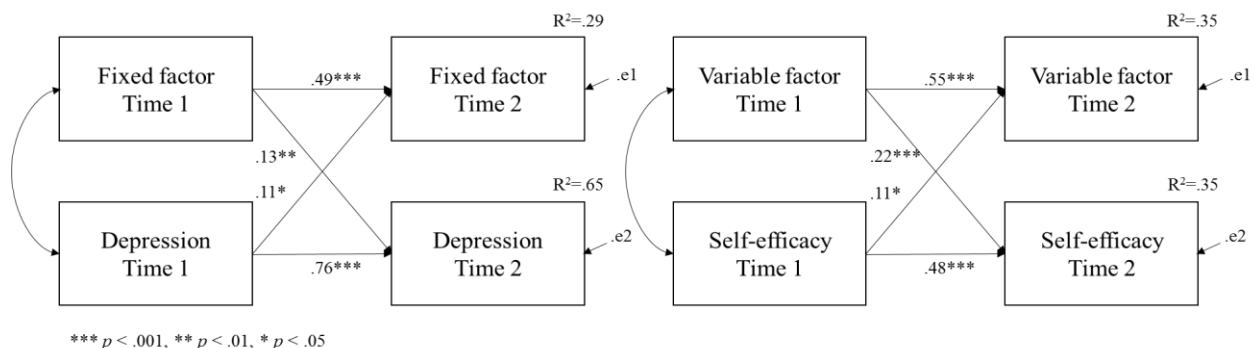 R²=.29
Fixed factor
Time 1
.49***
Fixed factor
Time 2
.e1
.13**
.11*
R²=.65
Depression
Time 1
.76***
Depression
Time 2
.e2
R²=.35
Variable factor
Time 1
.55***
Variable factor
Time 2
.e1
.22***
.11*
R²=.35
Self-efficacy
Time 1
.48***
Self-efficacy
Time 2
.e2
*** p < .001, ** p < .01, * p < .05